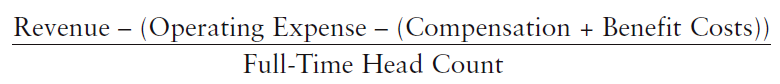 Revenue – (Operating Expense – (Compensation + Benefit Costs))
Full-Time Head Count